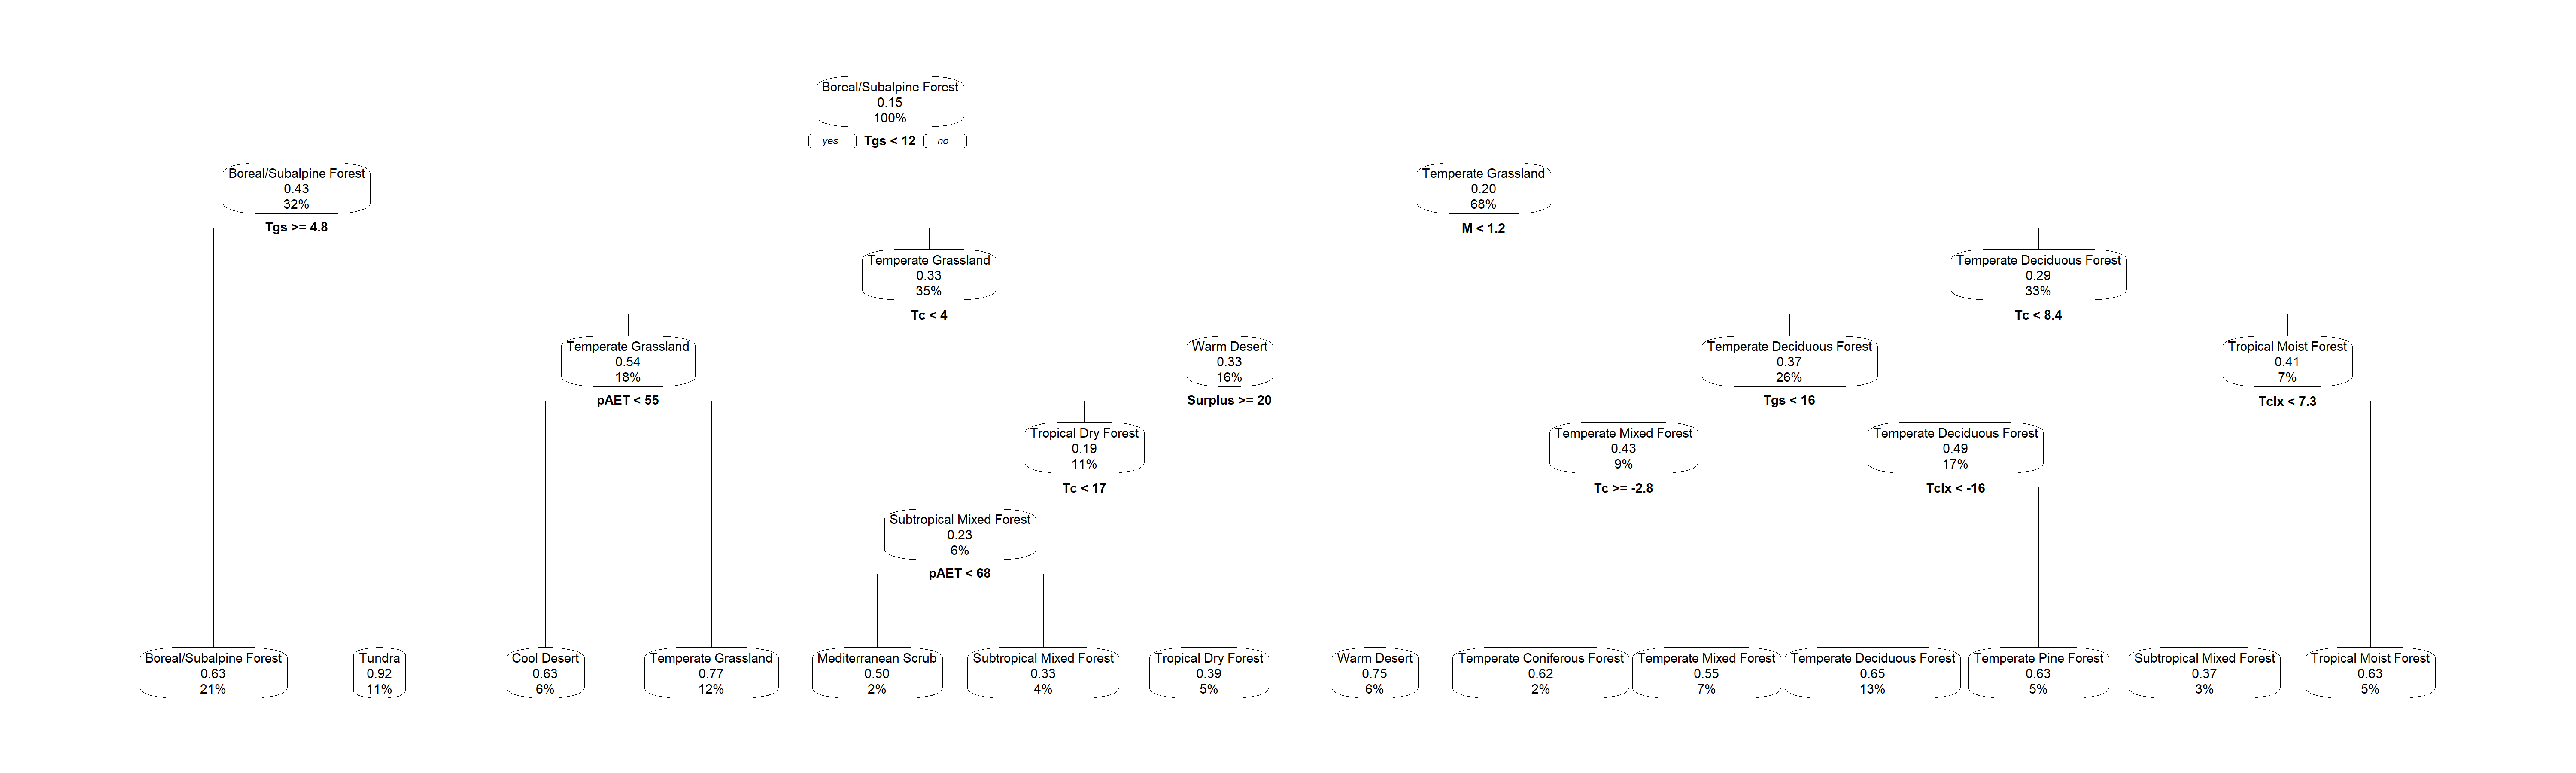 Boreal/Subalpine Forest
0.15
100%
yes Tgs < 12 no
Boreal/Subalpine Forest
0.43
32%
Temperate Grassland
0.20
68%
Tgs >= 4.8
M < 1.2
Temperate Grassland
0.33
35%
Temperate Deciduous Forest
0.29
33%
Tc < 4
Tc < 8.4
Temperate Grassland
0.54
18%
Warm Desert
0.33
16%
Temperate Deciduous Forest
0.37
26%
Tropical Moist Forest
0.41
7%
pAET < 55
Surplus >= 20
Tgs < 16
Tclx < 7.3
Tropical Dry Forest
0.19
11%
Temperate Mixed Forest
0.43
9%
Temperate Deciduous Forest
0.49
17%
Tc < 17
Tc >= -2.8
Tclx < -16
Subtropical Mixed Forest
0.23
6%
pAET < 68
Boreal/Subalpine Forest
0.63
21%
Tundra
0.92
11%
Cool Desert
0.63
6%
Temperate Grassland
0.77
12%
Mediterranean Scrub
0.50
2%
Subtropical Mixed Forest
0.33
4%
Tropical Dry Forest
0.39
5%
Warm Desert
0.75
6%
Temperate Coniferous Forest
0.62
2%
Temperate Mixed Forest
0.55
7%
Temperate Deciduous Forest
0.65
13%
Temperate Pine Forest
0.63
5%
Subtropical Mixed Forest
0.37
3%
Tropical Moist Forest
0.63
5%